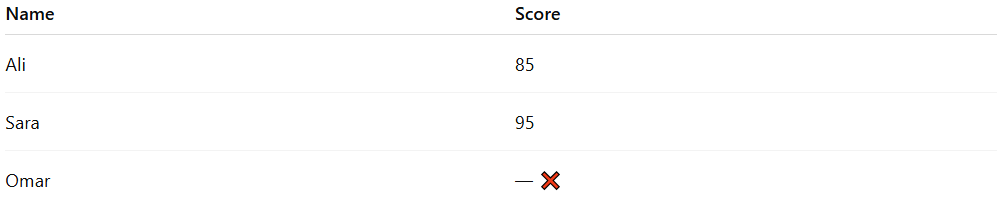 Name Score
Ali 85
Sara 95
Omar — ❌